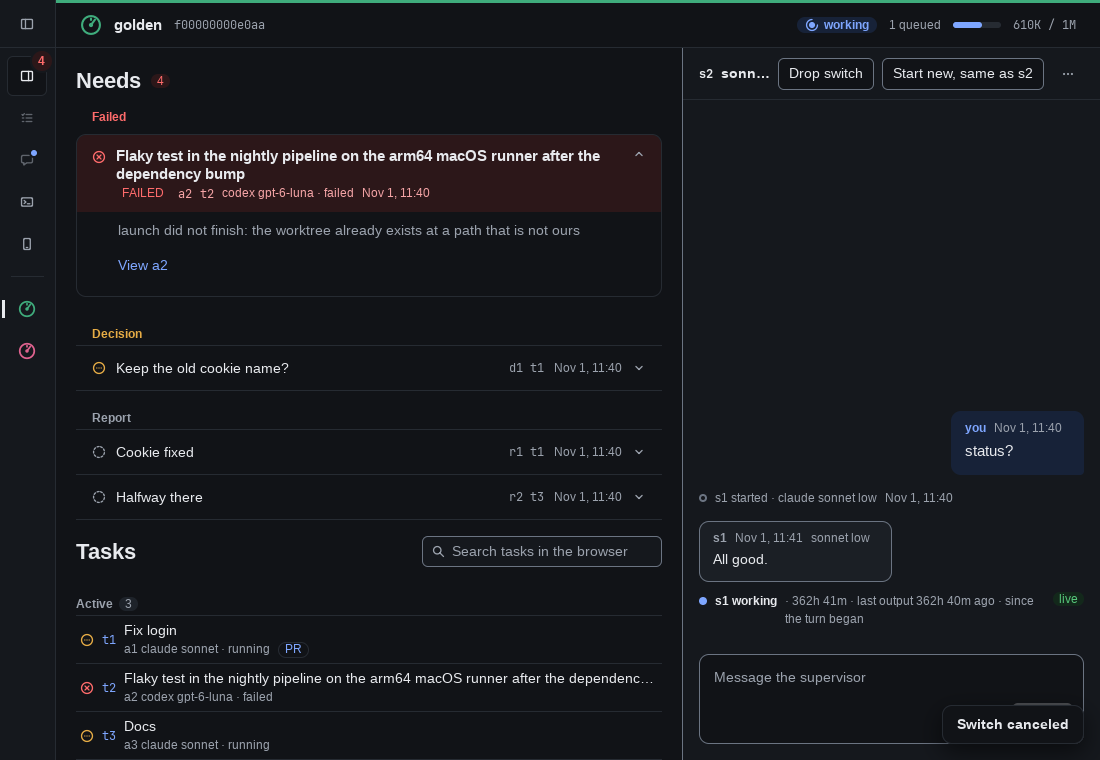 golden f00000000e0aa
working 1 queued 610K / 1M
4
Needs 4
Failed
Flaky test in the nightly pipeline on the arm64 macOS runner after the
dependency bump
FAILED a2 t2 codex gpt-6-luna · failed Nov 1, 11:40
launch did not finish: the worktree already exists at a path that is not ours
View a2
Decision
Keep the old cookie name? d1 t1 Nov 1, 11:40
Report
Cookie fixed r1 t1 Nov 1, 11:40
Halfway there r2 t3 Nov 1, 11:40
Tasks
Search tasks in the browser
Active 3
t1 Fix login
a1 claude sonnet · running PR
t2 Flaky test in the nightly pipeline on the arm64 macOS runner after the dependenc…
a2 codex gpt-6-luna · failed
t3 Docs
a3 claude sonnet · running
s2 sonn… Drop switch Start new, same as s2 …
you Nov 1, 11:40
status?
s1 started · claude sonnet low Nov 1, 11:40
s1 Nov 1, 11:41 sonnet low
All good.
s1 working · 362h 41m · last output 362h 40m ago · since
the turn began
live
Message the supervisor
Switch canceled